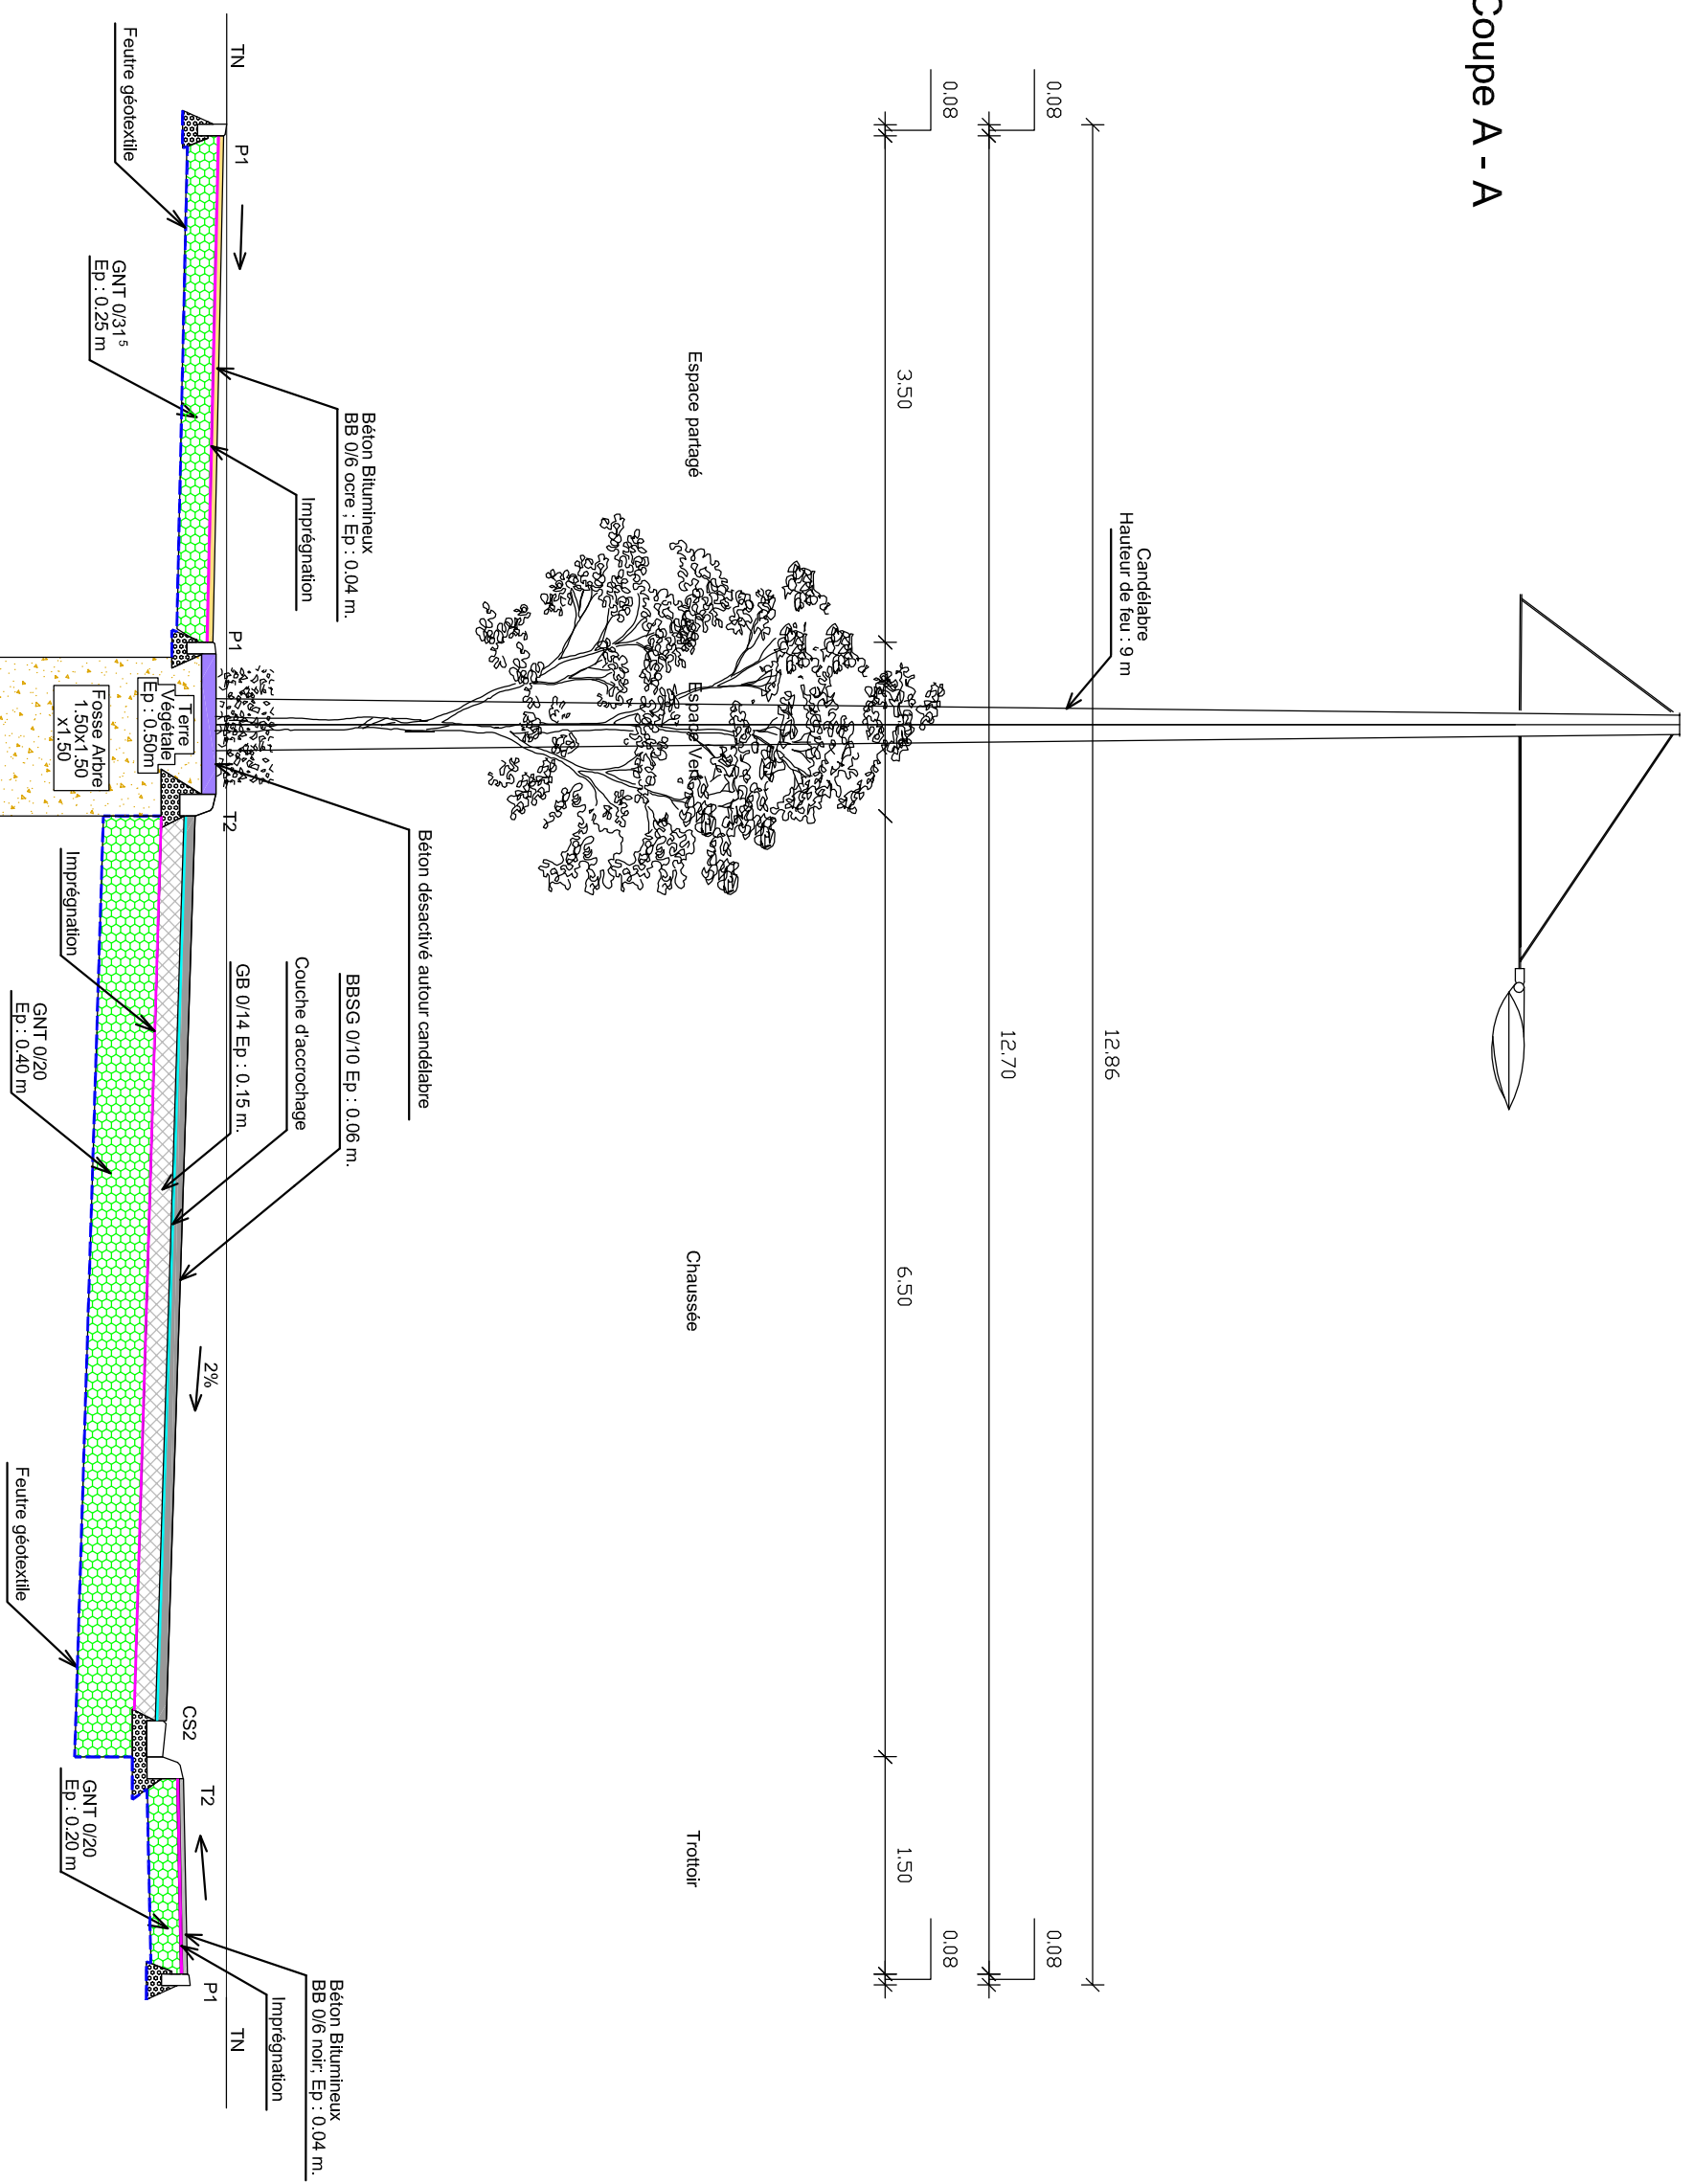 Coupe A - A
Candélabre
Hauteur de feu : 9 m
12.86
0.08
12.70
0.08
0.08
3.50
6.50
1.50
0.08
Espace partagé
Espace Vert
Chaussée
Trottoir
Béton désactivé autour candélabre
Béton Bitumineux
BB 0/6 ocre ; Ep : 0.04 m.
BBSG 0/10 Ep : 0.06 m.
Béton Bitumineux
BB 0/6 noir; Ep : 0.04 m.
Imprégnation
Couche d'accrochage
Imprégnation
TN
P1
P1
T2
GB 0/14 Ep : 0.15 m.
2%
CS2
T2
P1
TN
Terre
Végétale
Ep : 0.50m
Feutre géotextile
GNT 0/31⁵
Ep : 0.25 m
Fosse Arbre
1.50x1.50
x1.50
Imprégnation
GNT 0/20
Ep : 0.40 m
Feutre géotextile
GNT 0/20
Ep : 0.20 m